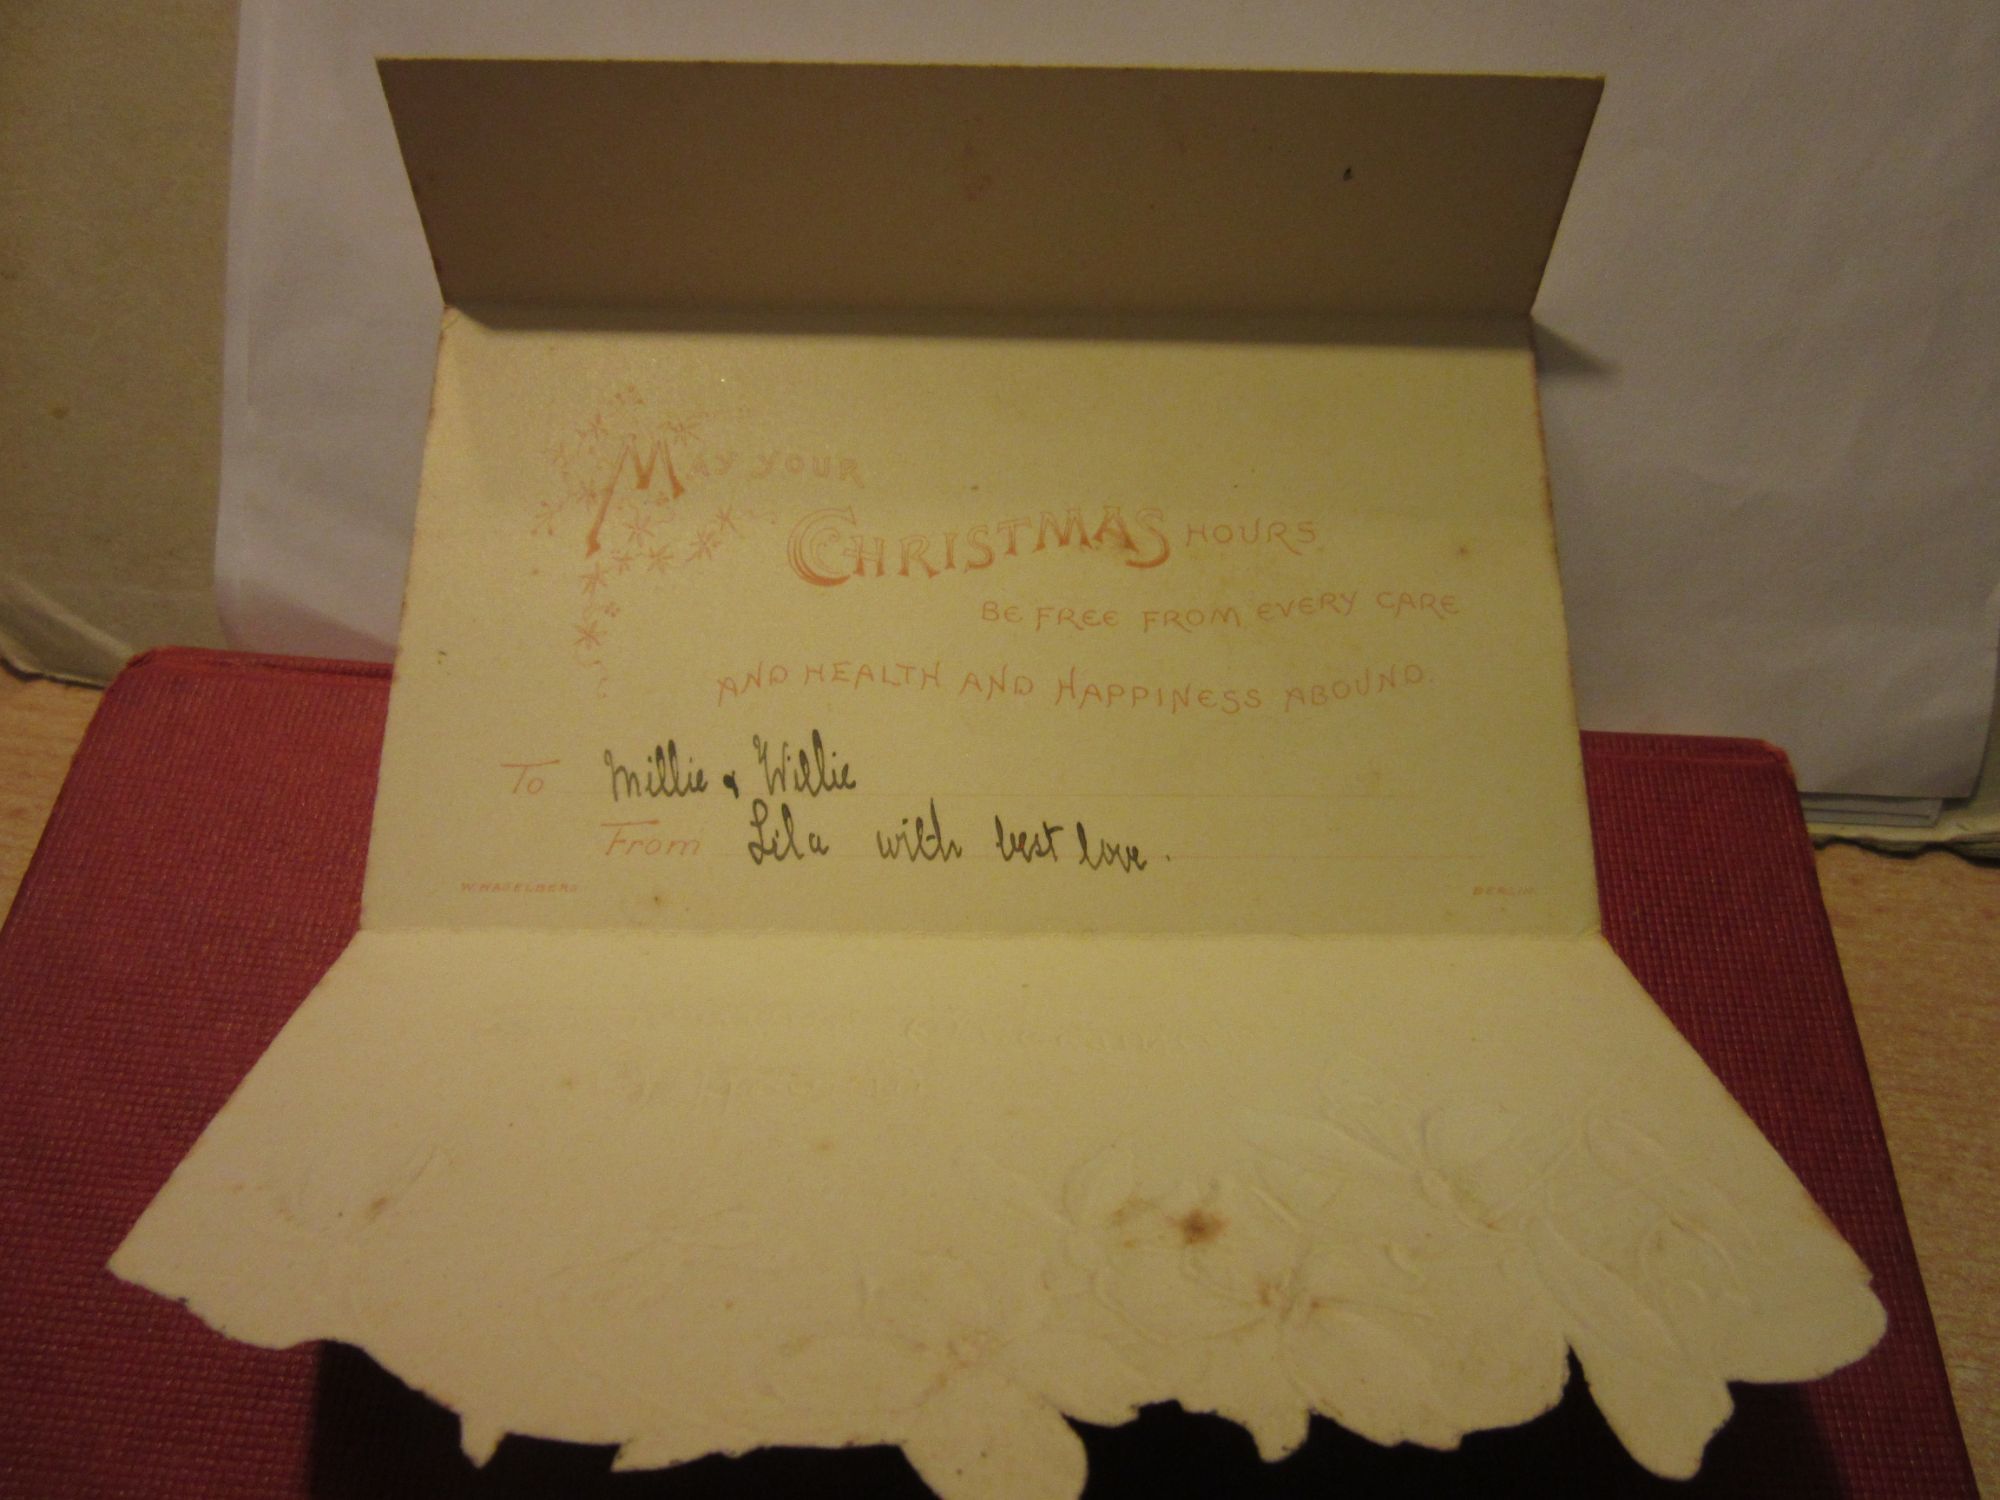 MAY YOUR
CHRISTMAS HOURS
BE FREE FROM EVERY CARE
AND HEALTH AND HAPPINESS ABOUND.
To Millie & Willie
From Lila with best love.
W. HAGELBERG BERLIN